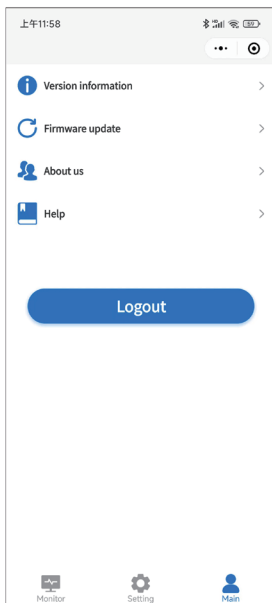 上午11:58
Version information
Firmware update
About us
Help
Logout
Monitor
Setting
Main